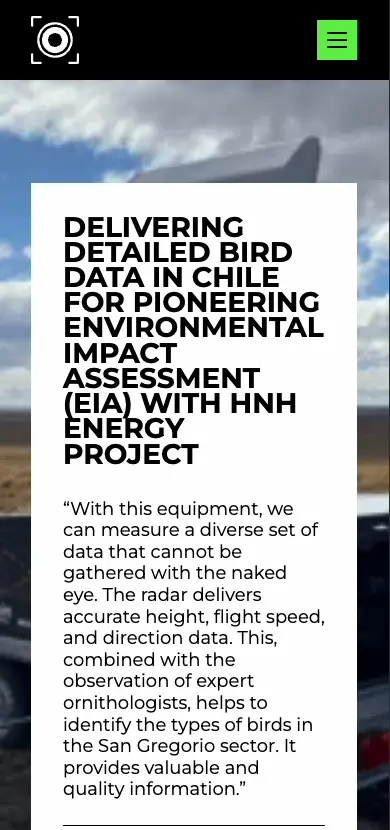 DELIVERING
DETAILED BIRD
DATA IN CHILE
FOR PIONEERING
ENVIRONMENTAL
IMPACT
ASSESSMENT
(EIA) WITH HNH
ENERGY
PROJECT
“With this equipment, we
can measure a diverse set of
data that cannot be
gathered with the naked
eye. The radar delivers
accurate height, flight speed,
and direction data. This,
combined with the
observation of expert
ornithologists, helps to
identify the types of birds in
the San Gregorio sector. It
provides valuable and
quality information.”